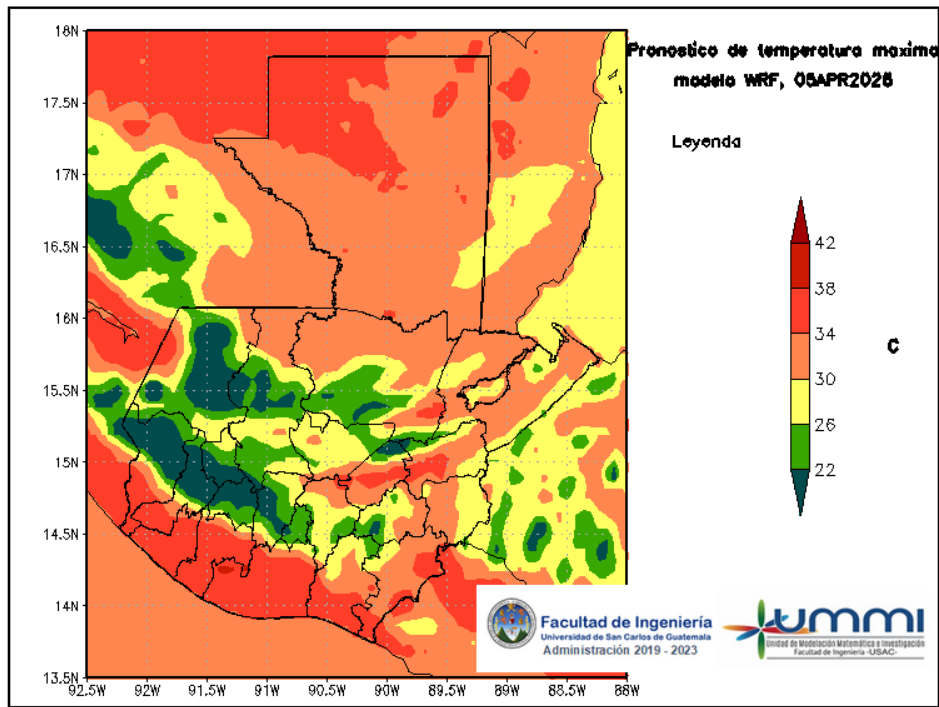 Pronostico de temperatura maxima
modelo WRF, 05APR2026
Leyenda
18N
17.5N
17N
16.5N
16N
15.5N
15N
14.5N
14N
13.5N
92.5W
92W
91.5W
91W
90.5W
90W
89.5W
89W
88.5W
88W
42
38
34
30
26
22
C
Facultad de Ingeniería
Universidad de San Carlos de Guatemala
Administración 2019 - 2023
UMMI
Unidad de Modelación Matemática e Investigación
Facultad de Ingeniería -USAC-